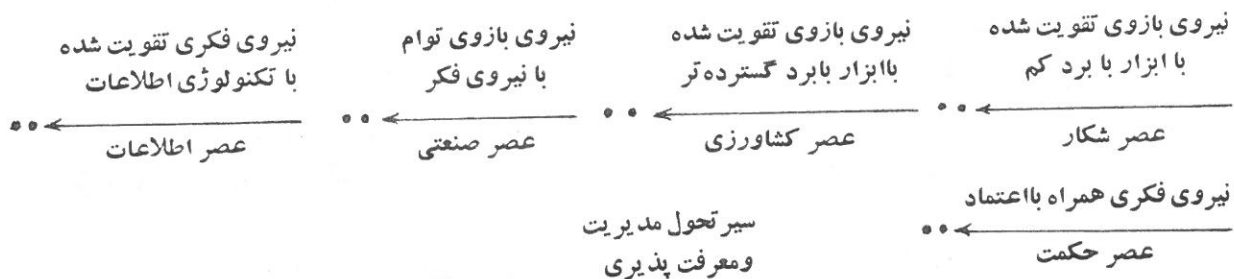 نیروی بازوی تقویت شده
با ابزار با برد کم
عصر شکار
نیروی بازوی تقویت شده
باابزار بابرد گسترده‌تر
عصر کشاورزی
نیروی بازوی توام
با نیروی فکر
عصر صنعتی
نیروی فکری تقویت شده
با تکنولوژی اطلاعات
عصر اطلاعات
نیروی فکری همراه بااعتماد
عصر حکمت
سیر تحول مدیریت
ومعرفت پذیری